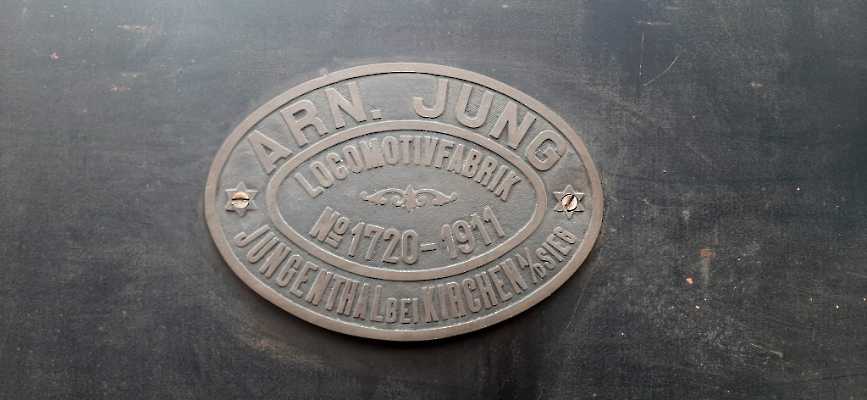 ARN. JUNG
LOCOMOTIVFABRIK
No 1720-1911
JUNGENTHAL BEI KIRCHEN A/D SIEG